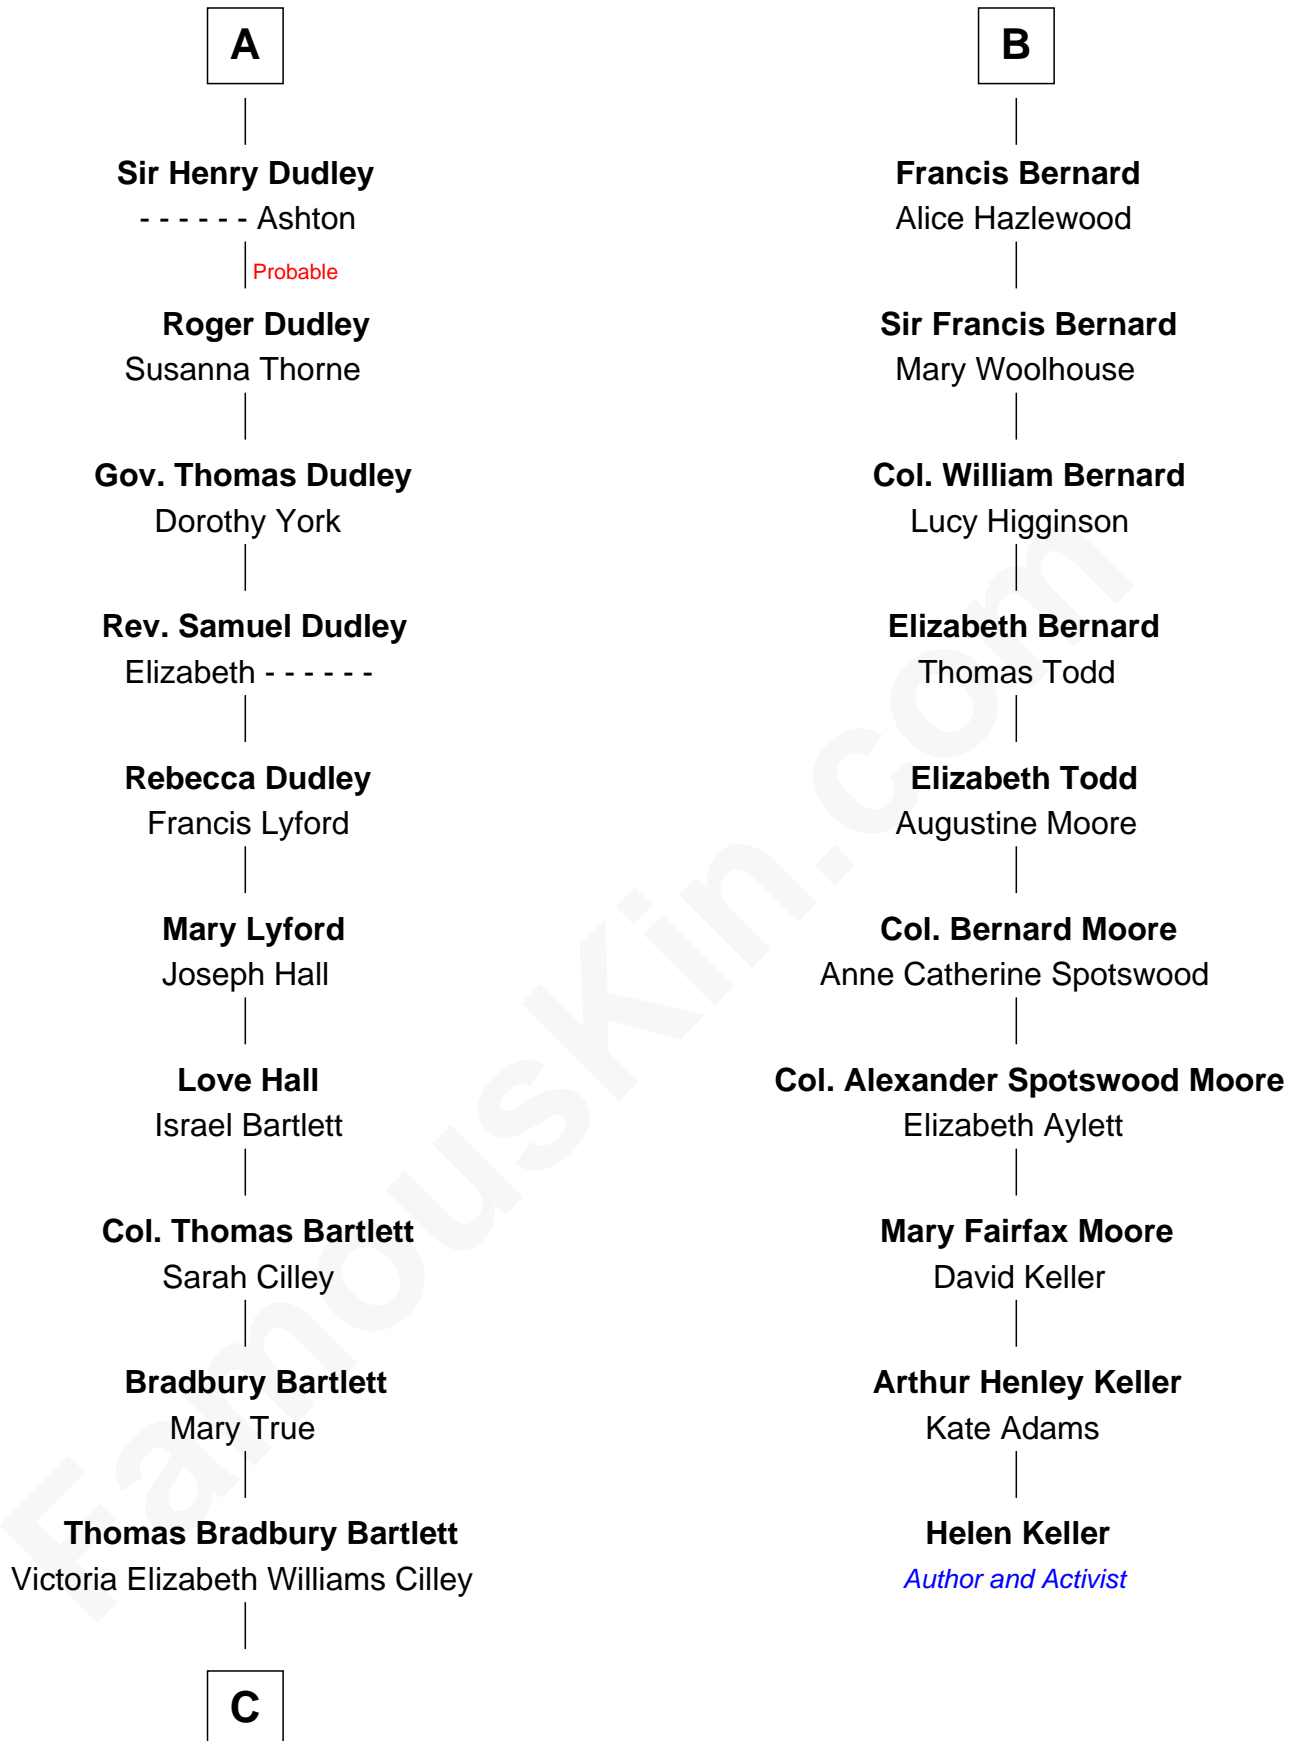 A
Sir Henry Dudley
- - - - - - Ashton
Probable
Roger Dudley
Susanna Thorne
Gov. Thomas Dudley
Dorothy York
Rev. Samuel Dudley
Elizabeth - - - - - -
Rebecca Dudley
Francis Lyford
Mary Lyford
Joseph Hall
Love Hall
Israel Bartlett
Col. Thomas Bartlett
Sarah Cilley
Bradbury Bartlett
Mary True
Thomas Bradbury Bartlett
Victoria Elizabeth Williams Cilley
C
B
Francis Bernard
Alice Hazlewood
Sir Francis Bernard
Mary Woolhouse
Col. William Bernard
Lucy Higginson
Elizabeth Bernard
Thomas Todd
Elizabeth Todd
Augustine Moore
Col. Bernard Moore
Anne Catherine Spotswood
Col. Alexander Spotswood Moore
Elizabeth Aylett
Mary Fairfax Moore
David Keller
Arthur Henley Keller
Kate Adams
Helen Keller
Author and Activist
FamousKin.com